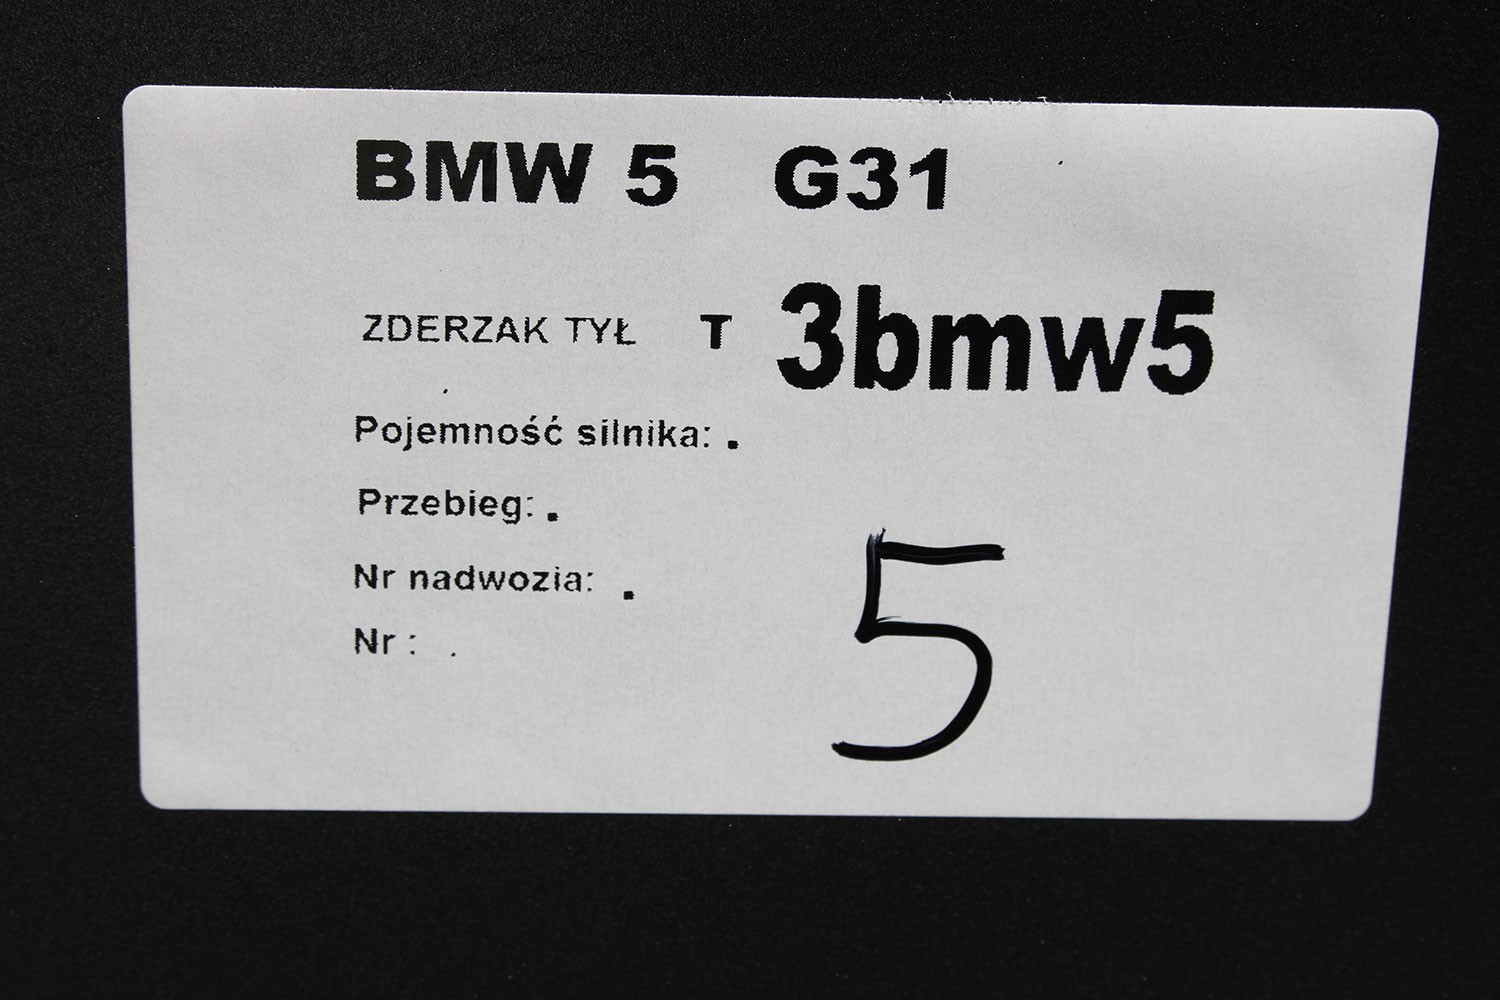 BMW 5 G31
ZDERZAK TYŁ T 3bmw5
Pojemność silnika: .
Przebieg: .
Nr nadwozia: .
Nr : .
5